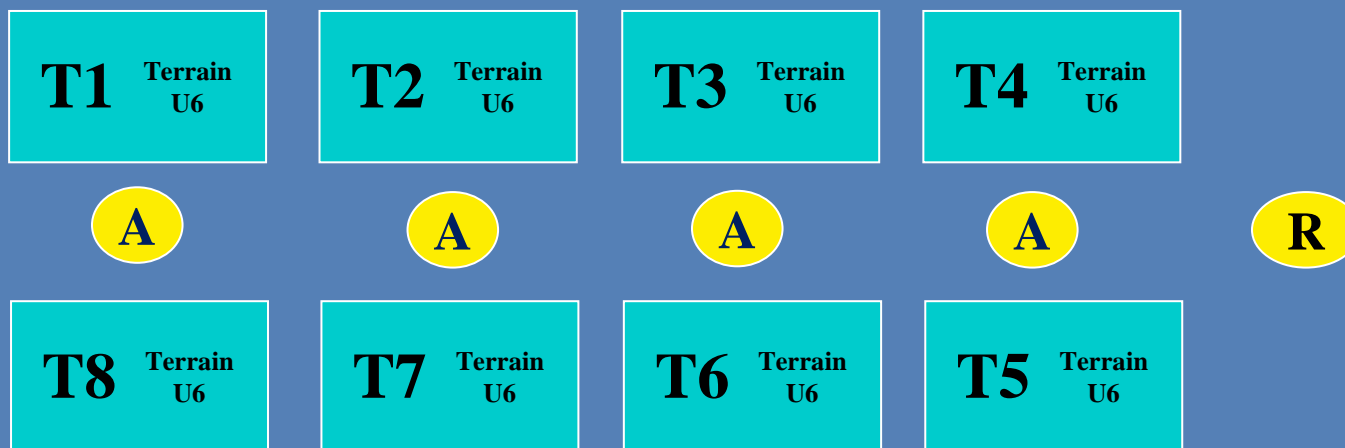 T1 Terrain U6
T2 Terrain U6
T3 Terrain U6
T4 Terrain U6
A A A A R
T8 Terrain U6
T7 Terrain U6
T6 Terrain U6
T5 Terrain U6